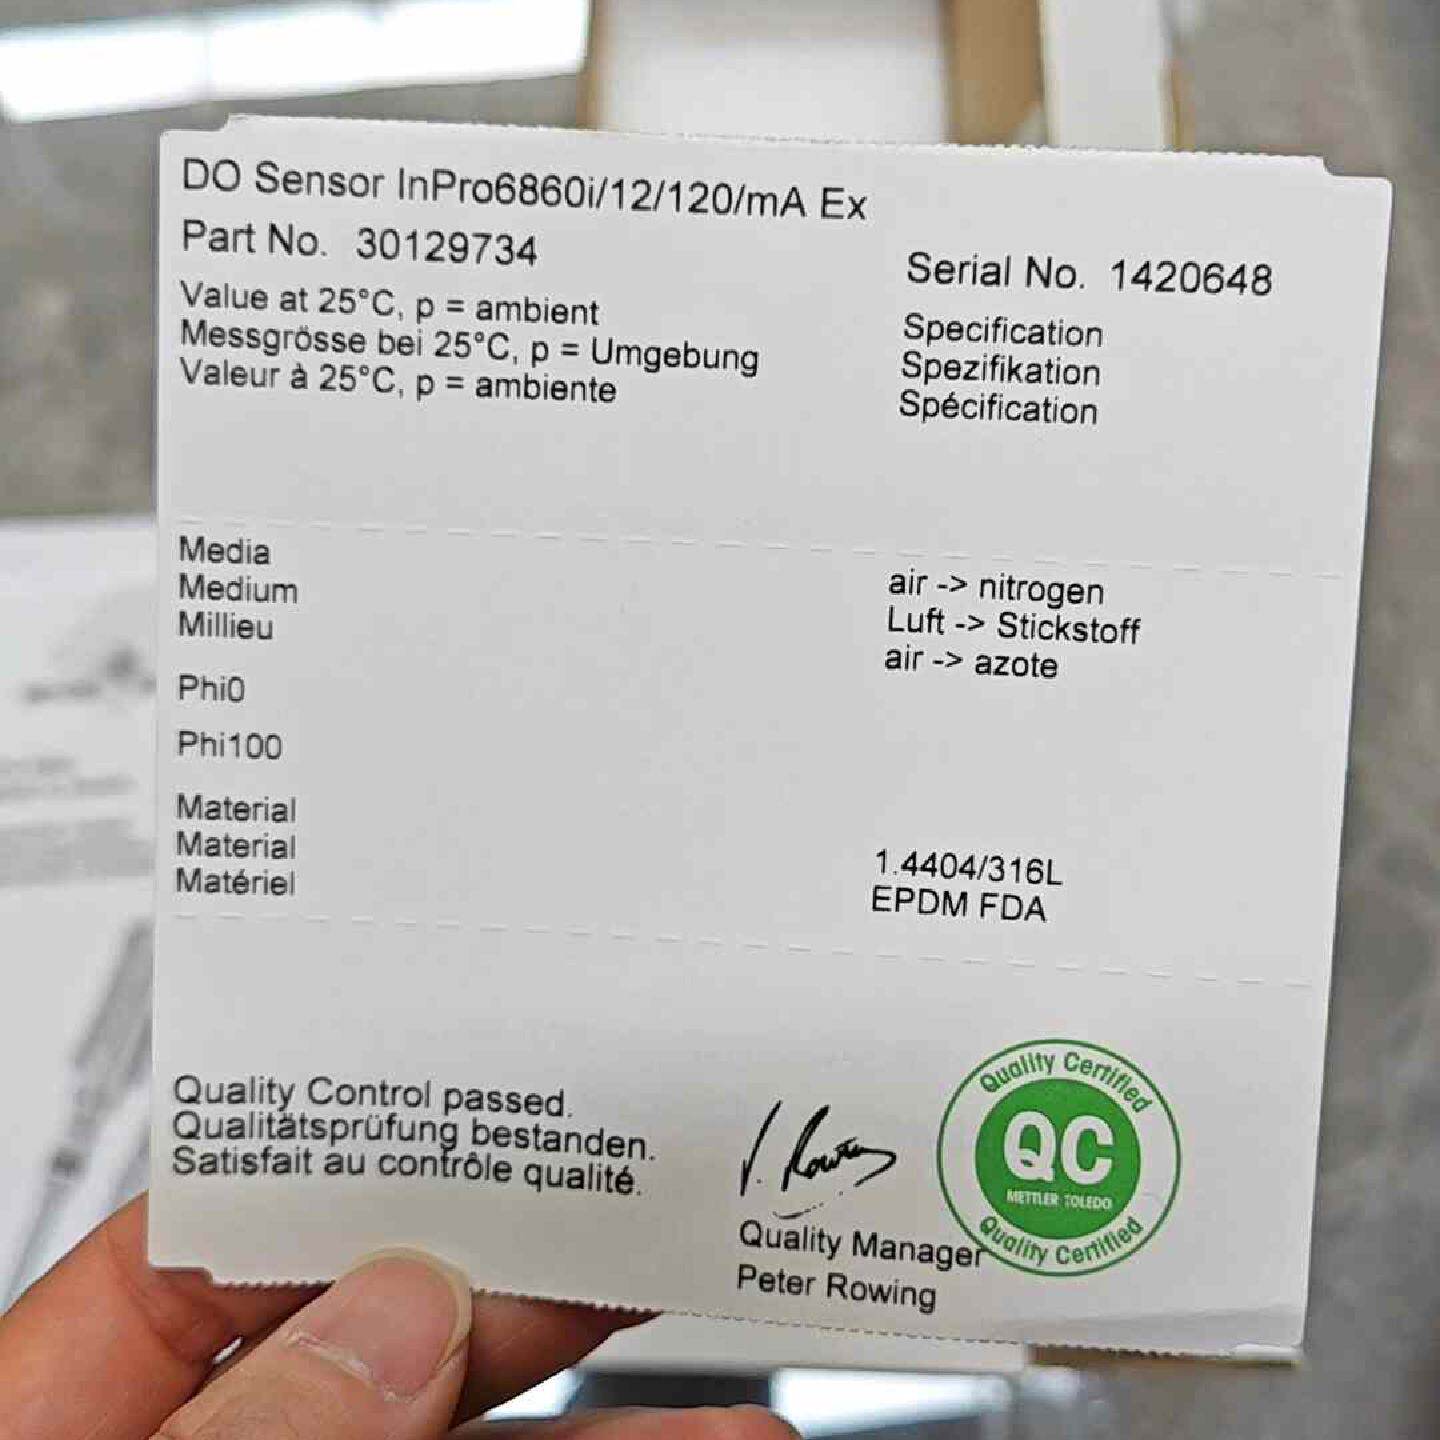 DO Sensor InPro6860i/12/120/mA Ex
Part No. 30129734
Serial No. 1420648
Value at 25°C, p = ambient
Messgrösse bei 25°C, p = Umgebung
Valeur à 25°C, p = ambiente
Specification
Spezifikation
Spécification
Media
Medium
Millieu
air -> nitrogen
Luft -> Stickstoff
air -> azote
Phi0
Phi100
Material
Material
Matériel
1.4404/316L
EPDM FDA
Quality Control passed.
Qualitätsprüfung bestanden.
Satisfait au contrôle qualité.
Quality Manager
Peter Rowing
Quality Certified
QC
METTLER TOLEDO
Quality Certified